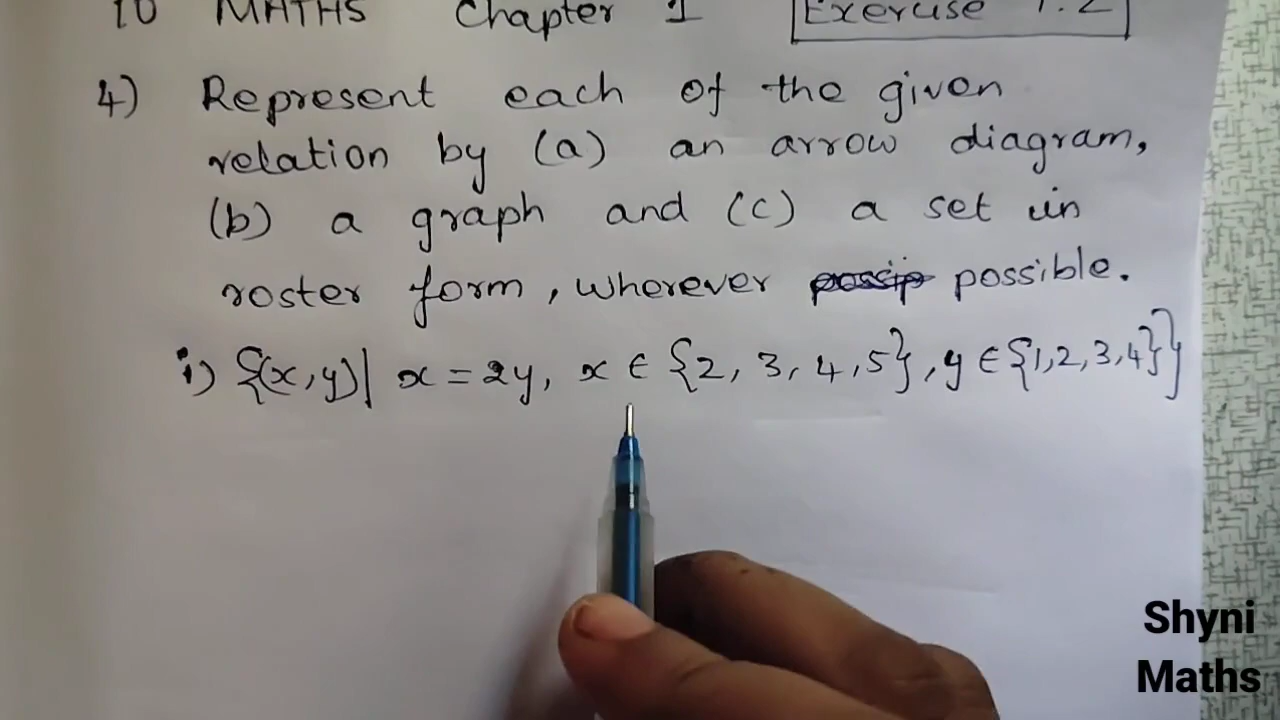 10 MATHS Chapter 1 Exercise 1.2
4) Represent each of the given
relation by (a) an arrow diagram,
(b) a graph and (c) a set in
roster form, wherever possible.
i) {(x,y)| x = 2y, x ∈ {2, 3, 4, 5}, y ∈ {1, 2, 3, 4}}
Shyni
Maths